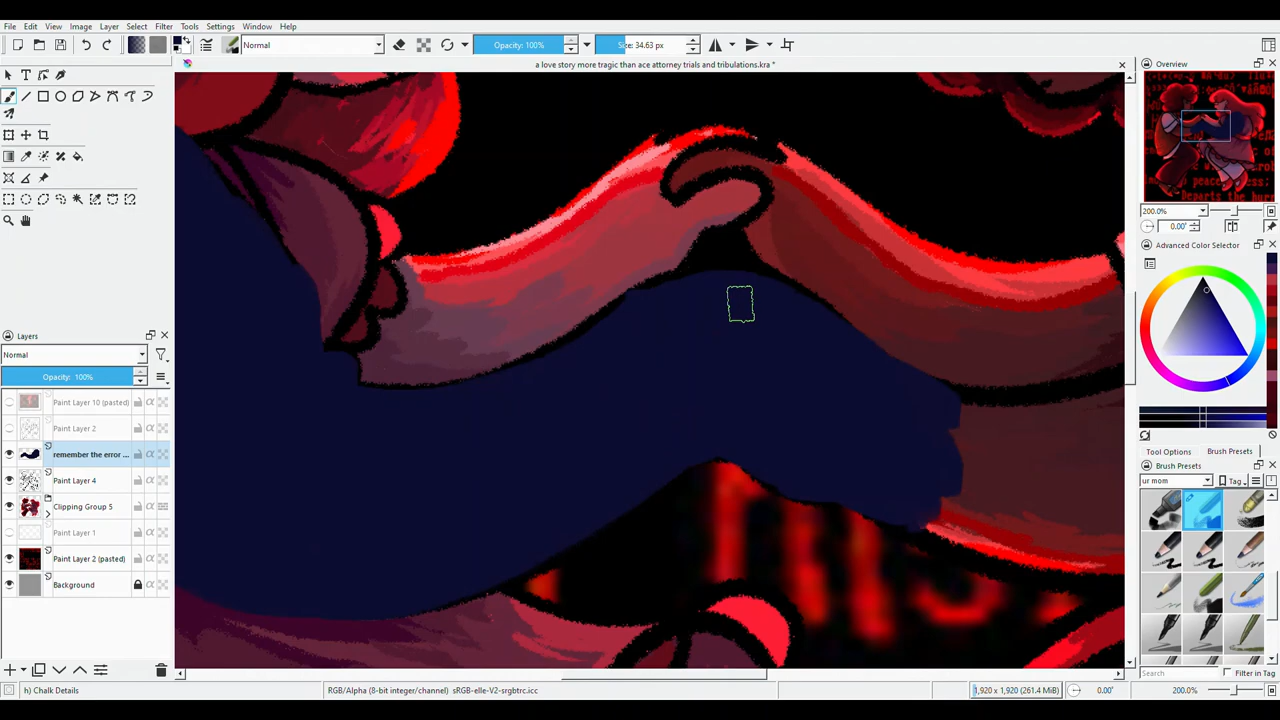 File Edit View Image Layer Select Filter Tools Settings Window Help
Normal Opacity: 100% Size: 34.63 px
a love story more tragic than ace attorney trials and tribulations.kra *
Overview
200.0%
0.00°
Advanced Color Selector
Layers
Normal
Opacity: 100%
Paint Layer 10 (pasted)
Paint Layer 2
remember the error ...
Paint Layer 4
Clipping Group 5
Paint Layer 1
Paint Layer 2 (pasted)
Background
Tool Options Brush Presets
Brush Presets
ur mom Tag
Search Filter in Tag
h) Chalk Details RGB/Alpha (8-bit integer/channel) sRGB-elle-V2-srgbtrc.icc 1,920 x 1,920 (261.4 MiB) 0.00° 200.0%